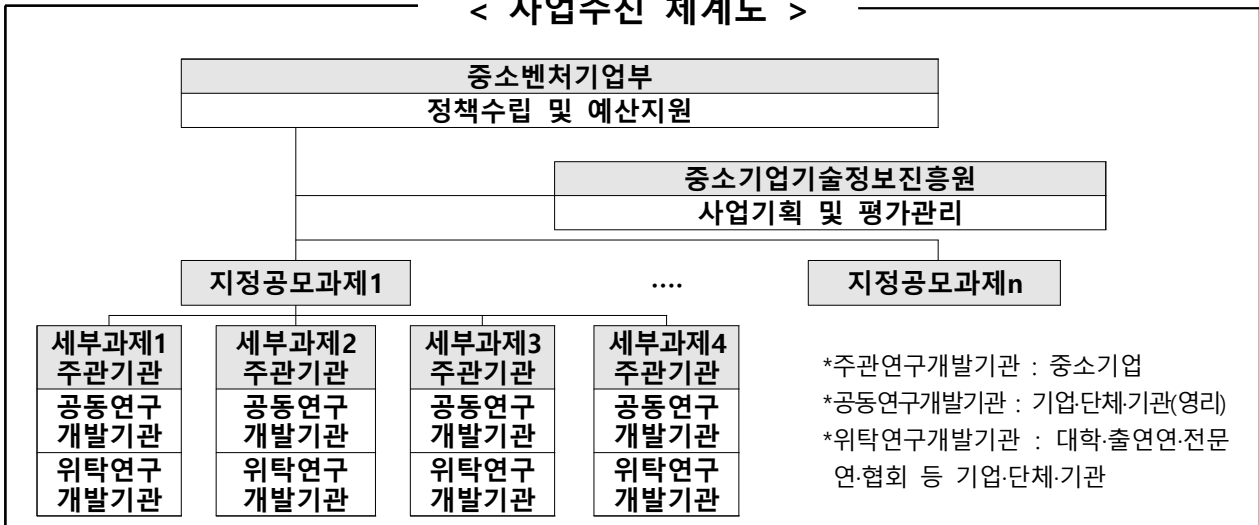 < 사업추진 체계도 >
중소벤처기업부
정책수립 및 예산지원
중소기업기술정보진흥원
사업기획 및 평가관리
지정공모과제1
....
지정공모과제n
세부과제1
주관기관
공동연구
개발기관
위탁연구
개발기관
세부과제2
주관기관
공동연구
개발기관
위탁연구
개발기관
세부과제3
주관기관
공동연구
개발기관
위탁연구
개발기관
세부과제4
주관기관
공동연구
개발기관
위탁연구
개발기관
*주관연구개발기관 : 중소기업
*공동연구개발기관 : 기업·단체·기관(영리)
*위탁연구개발기관 : 대학·출연연·전문
연·협회 등 기업·단체·기관